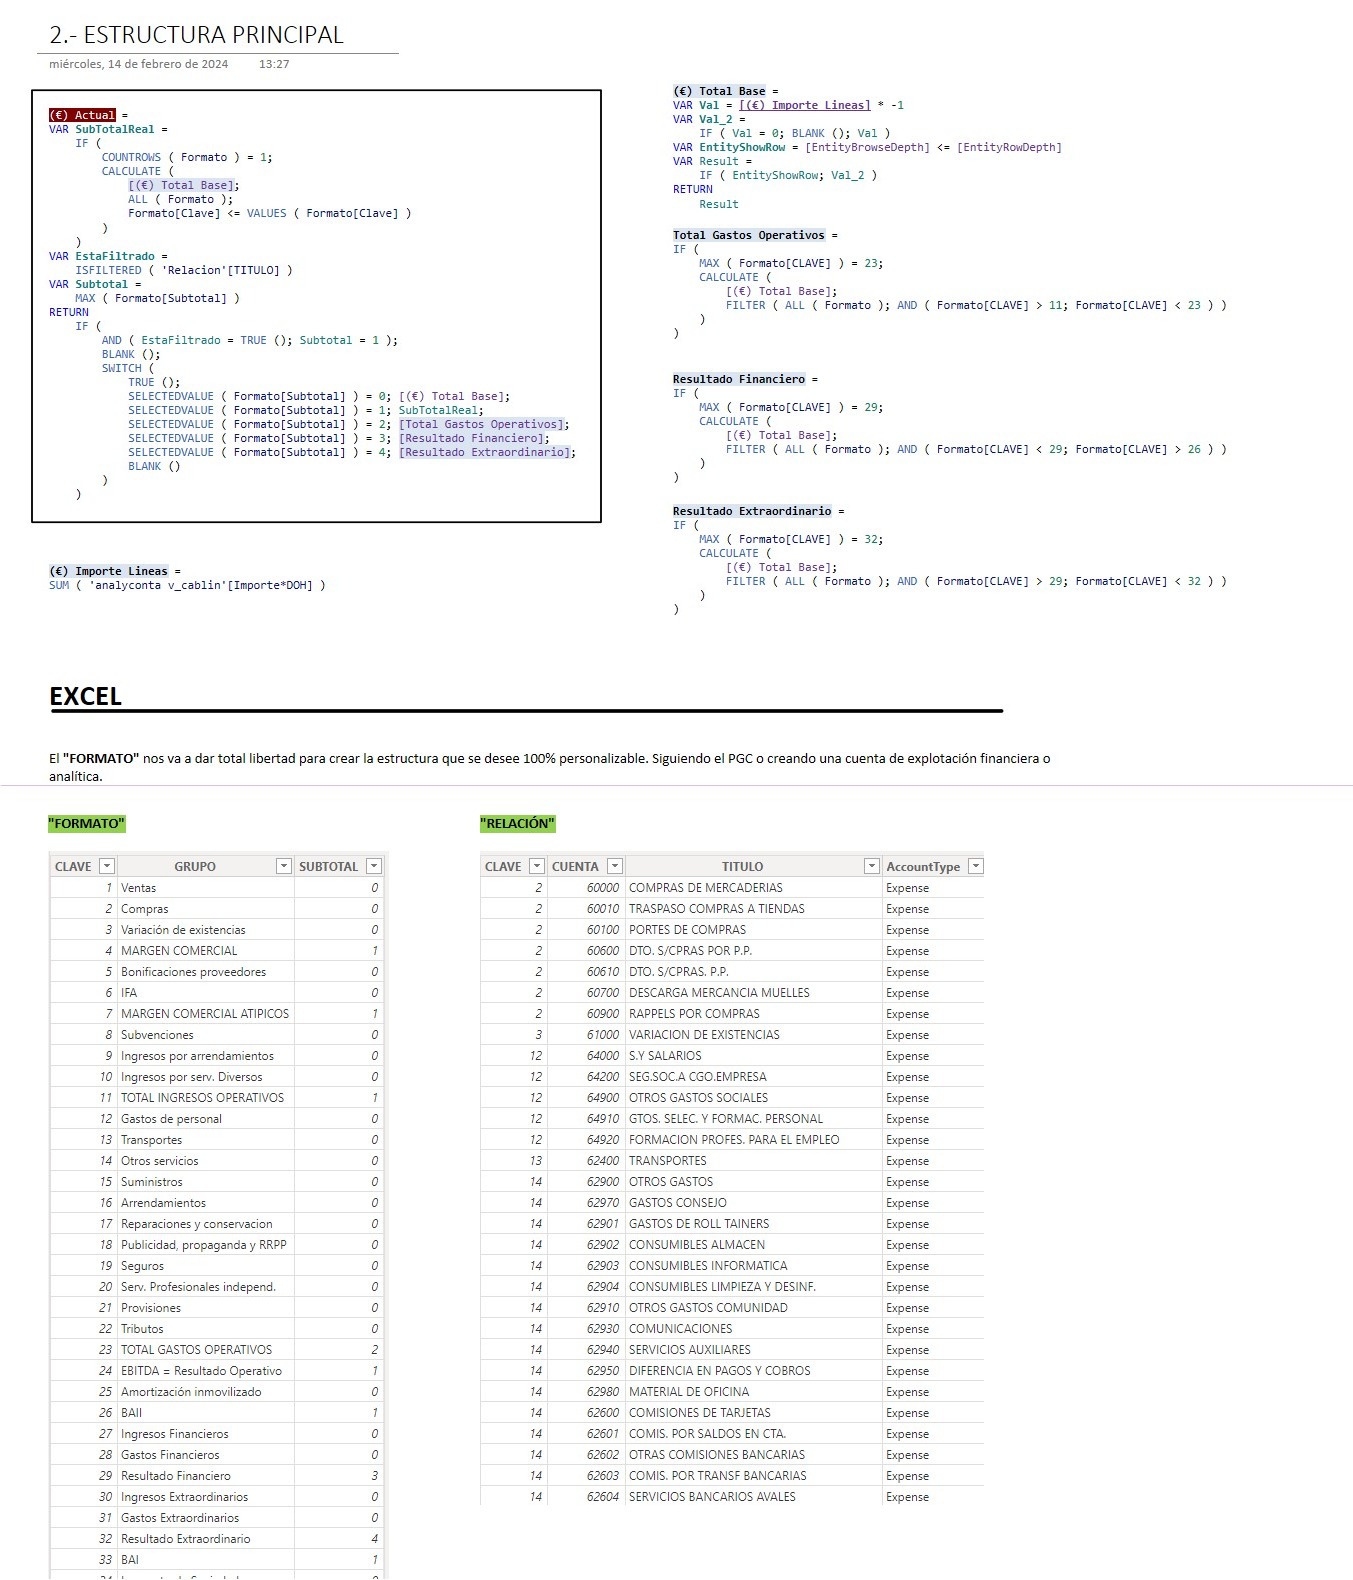 2.- ESTRUCTURA PRINCIPAL
miércoles, 14 de febrero de 2024 13:27
(€) Actual =
VAR SubTotalReal =
IF (
COUNTROWS ( Formato ) = 1;
CALCULATE (
[(€) Total Base];
ALL ( Formato );
Formato[Clave] <= VALUES ( Formato[Clave] )
)
)
VAR EstaFiltrado =
ISFILTERED ( 'Relacion'[TITULO] )
VAR Subtotal =
MAX ( Formato[Subtotal] )
RETURN
IF (
AND ( EstaFiltrado = TRUE (); Subtotal = 1 );
BLANK ();
SWITCH (
TRUE ();
SELECTEDVALUE ( Formato[Subtotal] ) = 0; [(€) Total Base];
SELECTEDVALUE ( Formato[Subtotal] ) = 1; SubTotalReal;
SELECTEDVALUE ( Formato[Subtotal] ) = 2; [Total Gastos Operativos];
SELECTEDVALUE ( Formato[Subtotal] ) = 3; [Resultado Financiero];
SELECTEDVALUE ( Formato[Subtotal] ) = 4; [Resultado Extraordinario];
BLANK ()
)
)
(€) Importe Lineas =
SUM ( 'analyconta v_cablin'[Importe*DOH] )
(€) Total Base =
VAR Val = [(€) Importe Lineas] * -1
VAR Val_2 =
IF ( Val = 0; BLANK (); Val )
VAR EntityShowRow = [EntityBrowseDepth] <= [EntityRowDepth]
VAR Result =
IF ( EntityShowRow; Val_2 )
RETURN
Result
Total Gastos Operativos =
IF (
MAX ( Formato[CLAVE] ) = 23;
CALCULATE (
[(€) Total Base];
FILTER ( ALL ( Formato ); AND ( Formato[CLAVE] > 11; Formato[CLAVE] < 23 ) )
)
)
Resultado Financiero =
IF (
MAX ( Formato[CLAVE] ) = 29;
CALCULATE (
[(€) Total Base];
FILTER ( ALL ( Formato ); AND ( Formato[CLAVE] < 29; Formato[CLAVE] > 26 ) )
)
)
Resultado Extraordinario =
IF (
MAX ( Formato[CLAVE] ) = 32;
CALCULATE (
[(€) Total Base];
FILTER ( ALL ( Formato ); AND ( Formato[CLAVE] > 29; Formato[CLAVE] < 32 ) )
)
)
EXCEL
El "FORMATO" nos va a dar total libertad para crear la estructura que se desee 100% personalizable. Siguiendo el PGC o creando una cuenta de explotación financiera o
analítica.
"FORMATO"
CLAVE GRUPO SUBTOTAL
1 Ventas 0
2 Compras 0
3 Variación de existencias 0
4 MARGEN COMERCIAL 1
5 Bonificaciones proveedores 0
6 IFA 0
7 MARGEN COMERCIAL ATIPICOS 1
8 Subvenciones 0
9 Ingresos por arrendamientos 0
10 Ingresos por serv. Diversos 0
11 TOTAL INGRESOS OPERATIVOS 1
12 Gastos de personal 0
13 Transportes 0
14 Otros servicios 0
15 Suministros 0
16 Arrendamientos 0
17 Reparaciones y conservacion 0
18 Publicidad, propaganda y RRPP 0
19 Seguros 0
20 Serv. Profesionales independ. 0
21 Provisiones 0
22 Tributos 0
23 TOTAL GASTOS OPERATIVOS 2
24 EBITDA = Resultado Operativo 1
25 Amortización inmovilizado 0
26 BAII 1
27 Ingresos Financieros 0
28 Gastos Financieros 0
29 Resultado Financiero 3
30 Ingresos Extraordinarios 0
31 Gastos Extraordinarios 0
32 Resultado Extraordinario 4
33 BAI 1
"RELACIÓN"
CLAVE CUENTA TITULO AccountType
2 60000 COMPRAS DE MERCADERIAS Expense
2 60010 TRASPASO COMPRAS A TIENDAS Expense
2 60100 PORTES DE COMPRAS Expense
2 60600 DTO. S/CPRAS POR P.P. Expense
2 60610 DTO. S/CPRAS. P.P. Expense
2 60700 DESCARGA MERCANCIA MUELLES Expense
2 60900 RAPPELS POR COMPRAS Expense
3 61000 VARIACION DE EXISTENCIAS Expense
12 64000 S.Y SALARIOS Expense
12 64200 SEG.SOC.A CGO.EMPRESA Expense
12 64900 OTROS GASTOS SOCIALES Expense
12 64910 GTOS. SELEC. Y FORMAC. PERSONAL Expense
12 64920 FORMACION PROFES. PARA EL EMPLEO Expense
13 62400 TRANSPORTES Expense
14 62900 OTROS GASTOS Expense
14 62970 GASTOS CONSEJO Expense
14 62901 GASTOS DE ROLL TAINERS Expense
14 62902 CONSUMIBLES ALMACEN Expense
14 62903 CONSUMIBLES INFORMATICA Expense
14 62904 CONSUMIBLES LIMPIEZA Y DESINF. Expense
14 62910 OTROS GASTOS COMUNIDAD Expense
14 62930 COMUNICACIONES Expense
14 62940 SERVICIOS AUXILIARES Expense
14 62950 DIFERENCIA EN PAGOS Y COBROS Expense
14 62980 MATERIAL DE OFICINA Expense
14 62600 COMISIONES DE TARJETAS Expense
14 62601 COMIS. POR SALDOS EN CTA. Expense
14 62602 OTRAS COMISIONES BANCARIAS Expense
14 62603 COMIS. POR TRANSF BANCARIAS Expense
14 62604 SERVICIOS BANCARIOS AVALES Expense